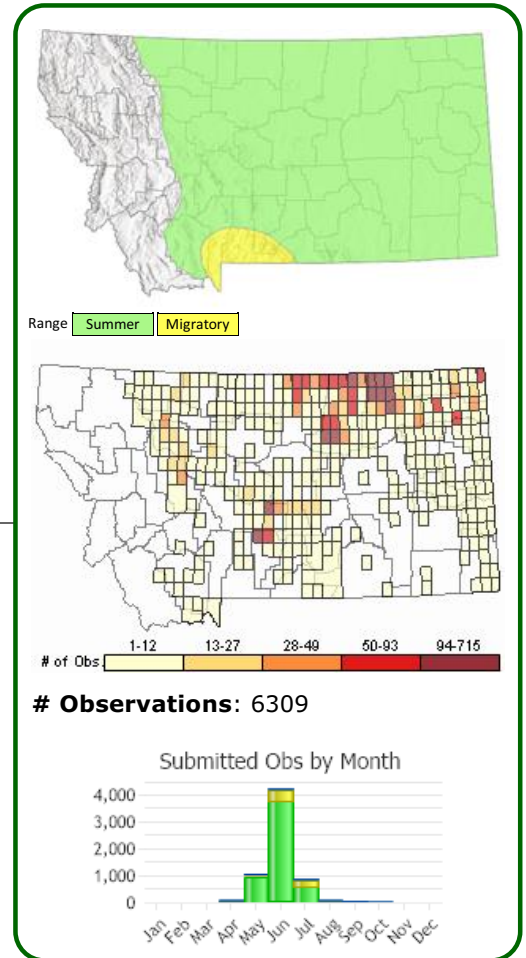 Range Summer Migratory
1-12 13-27 28-49 50-93 94-715
# of Obs.
# Observations: 6309
Submitted Obs by Month
4,000
3,000
2,000
1,000
0
Jan Feb Mar Apr May Jun Jul Aug Sep Oct Nov Dec